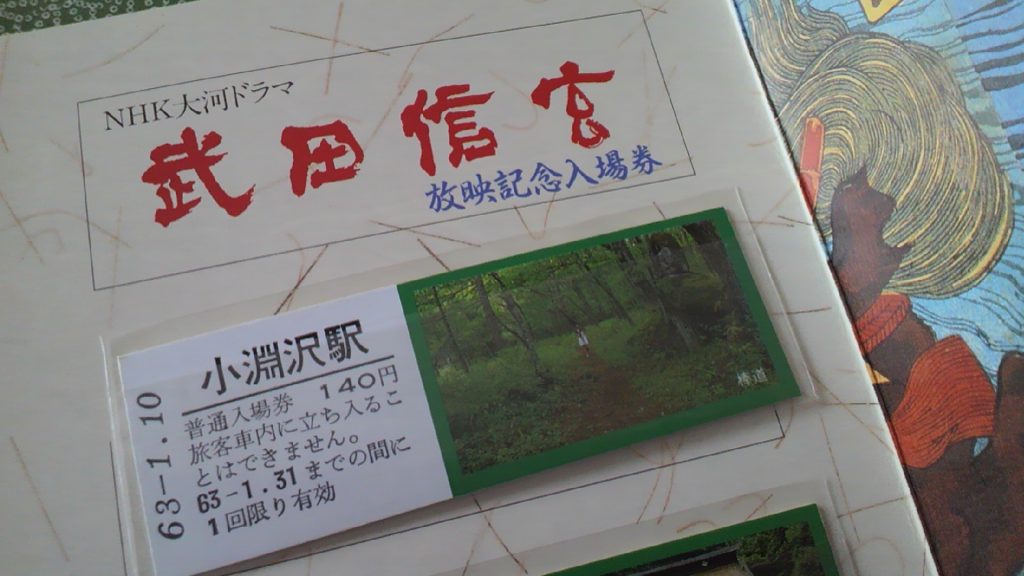 NHK大河ドラマ
武田信玄
放映記念入場券
63-1.10
小淵沢駅
普通入場券 140円
旅客車内に立ち入るこ
とはできません。
63-1.31までの間に
1回限り有効
棒道